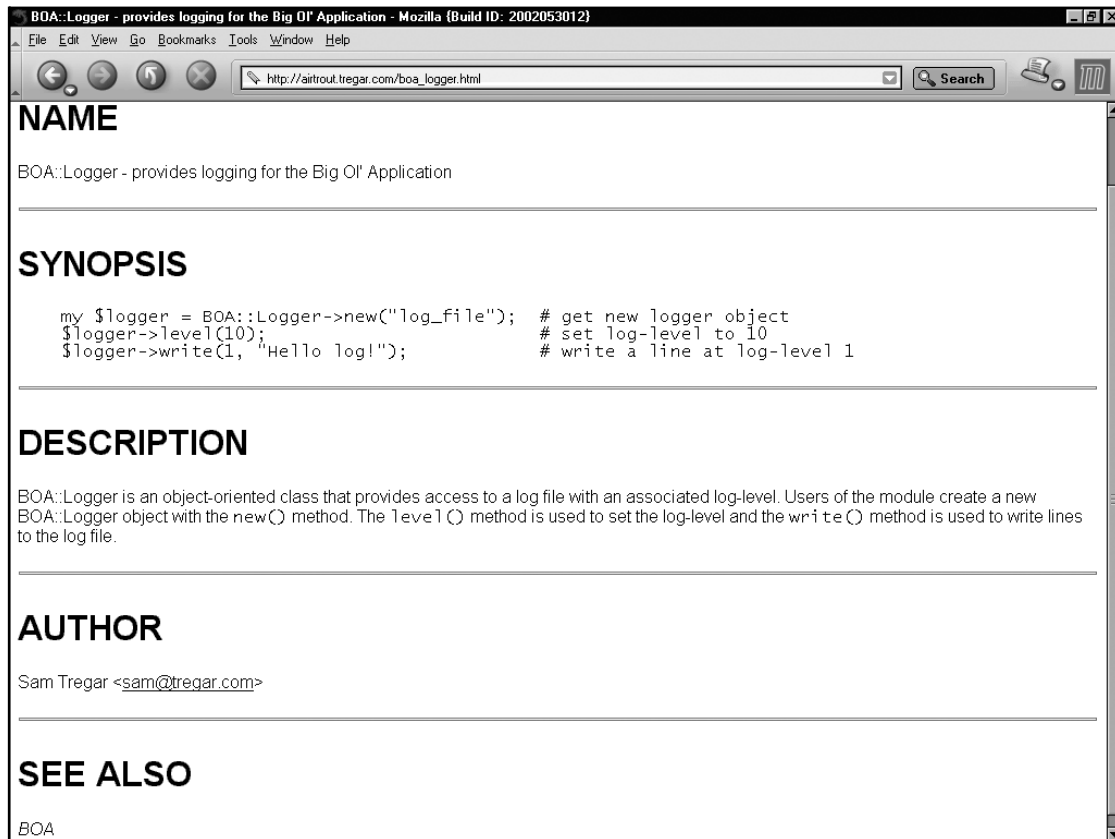 BOA::Logger - provides logging for the Big Ol' Application - Mozilla {Build ID: 2002053012}
File Edit View Go Bookmarks Tools Window Help
http://airtrout.tregar.com/boa_logger.html Search
NAME
BOA::Logger - provides logging for the Big Ol' Application
SYNOPSIS
my $logger = BOA::Logger->new("log_file"); # get new logger object
$logger->level(10); # set log-level to 10
$logger->write(1, "Hello log!"); # write a line at log-level 1
DESCRIPTION
BOA::Logger is an object-oriented class that provides access to a log file with an associated log-level. Users of the module create a new
BOA::Logger object with the new() method. The level() method is used to set the log-level and the write() method is used to write lines
to the log file.
AUTHOR
Sam Tregar <sam@tregar.com>
SEE ALSO
BOA